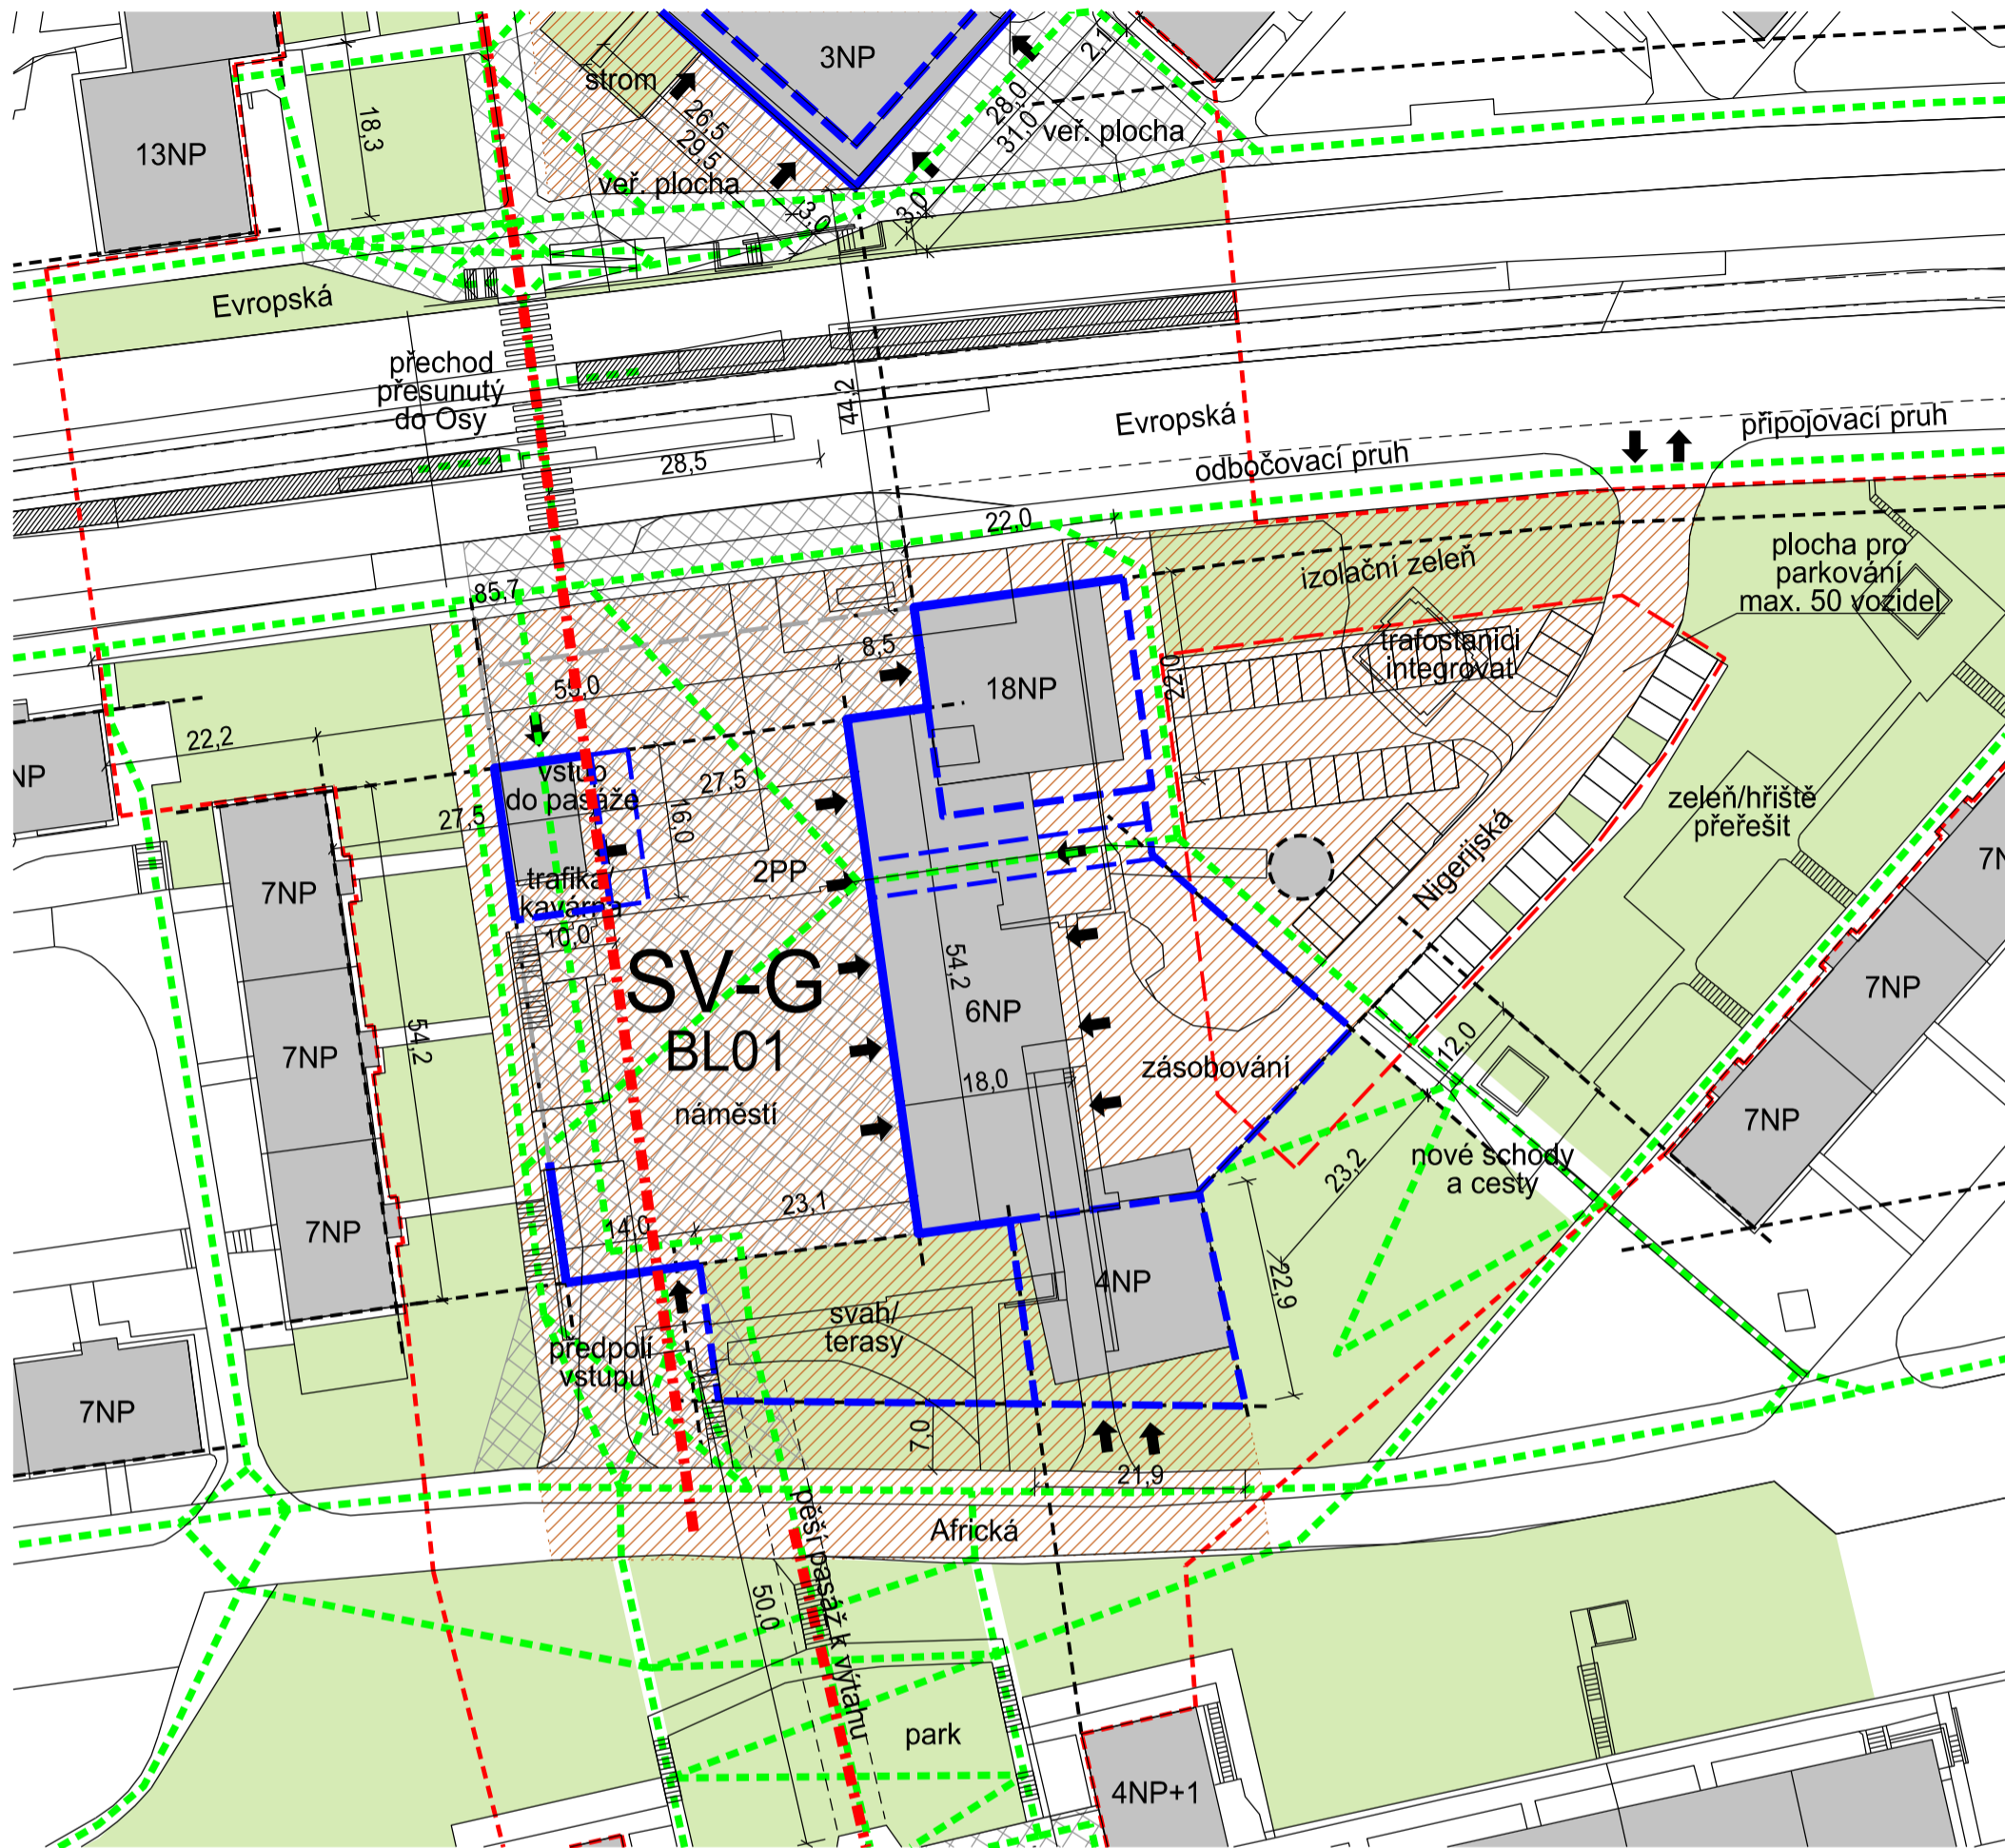 3NP
strom
2,1
18,3
26,5
28,0
29,5
31,0
veř. plocha
13NP
veř. plocha
3,0
3,0
Evropská
přechod
přesunutý
do Osy
44,2
Evropská
připojovací pruh
28,5
odbočovací pruh
22,0
izolační zeleň
plocha pro
parkování
max. 50 vozidel
85,7
8,5
trafostanici
integrovat
55,0
18NP
22,0
22,2
NP
vstup
do pasáže
27,5
27,5
16,0
zeleň/hřiště
přeřešit
2PP
trafika/
kavárna
7NP
Nigerijská
7N
10,0
54,2
SV-G
7NP
6NP
BL01
54,2
7NP
12,0
18,0
zásobování
náměstí
7NP
nové schody
a cesty
23,2
23,1
14,0
7NP
4NP
22,9
svah/
terasy
předpolí
vstupu
7NP
7,0
21,9
pěší pasáž k výtahu
Africká
50,0
park
4NP+1